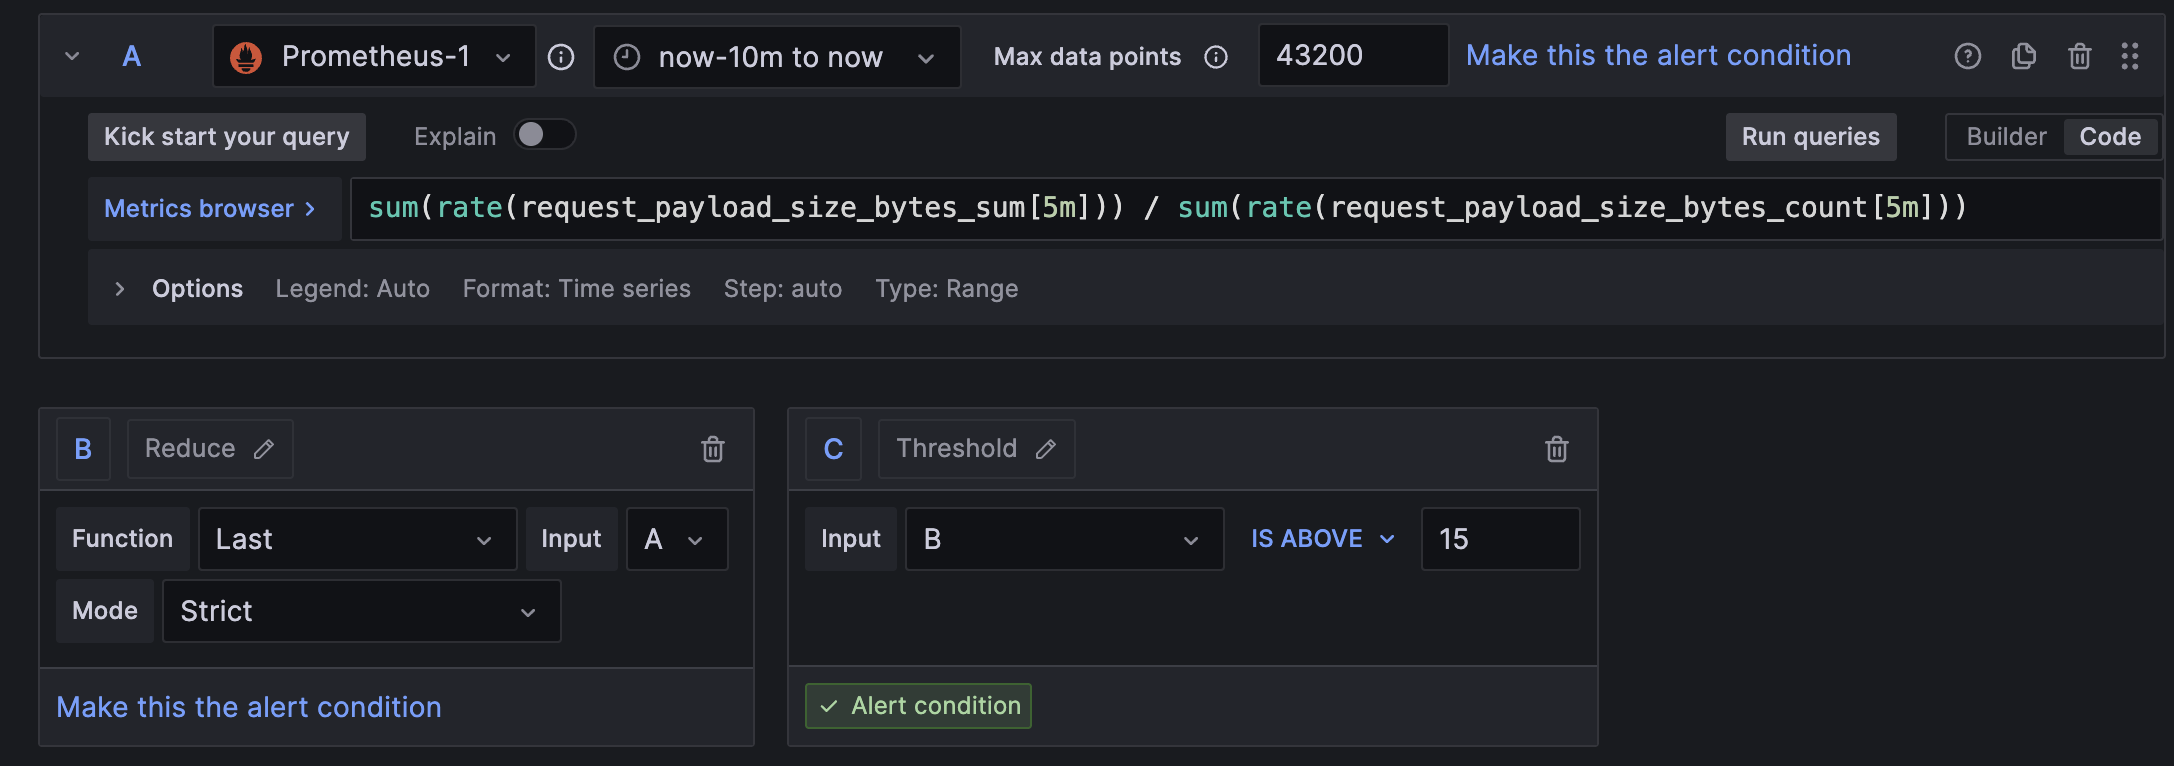 A Prometheus-1 now-10m to now Max data points 43200 Make this the alert condition
Kick start your query Explain Run queries Builder Code
Metrics browser > sum(rate(request_payload_size_bytes_sum[5m])) / sum(rate(request_payload_size_bytes_count[5m]))
Options Legend: Auto Format: Time series Step: auto Type: Range
B Reduce
Function Last Input A
Mode Strict
Make this the alert condition
C Threshold
Input B IS ABOVE 15
Alert condition